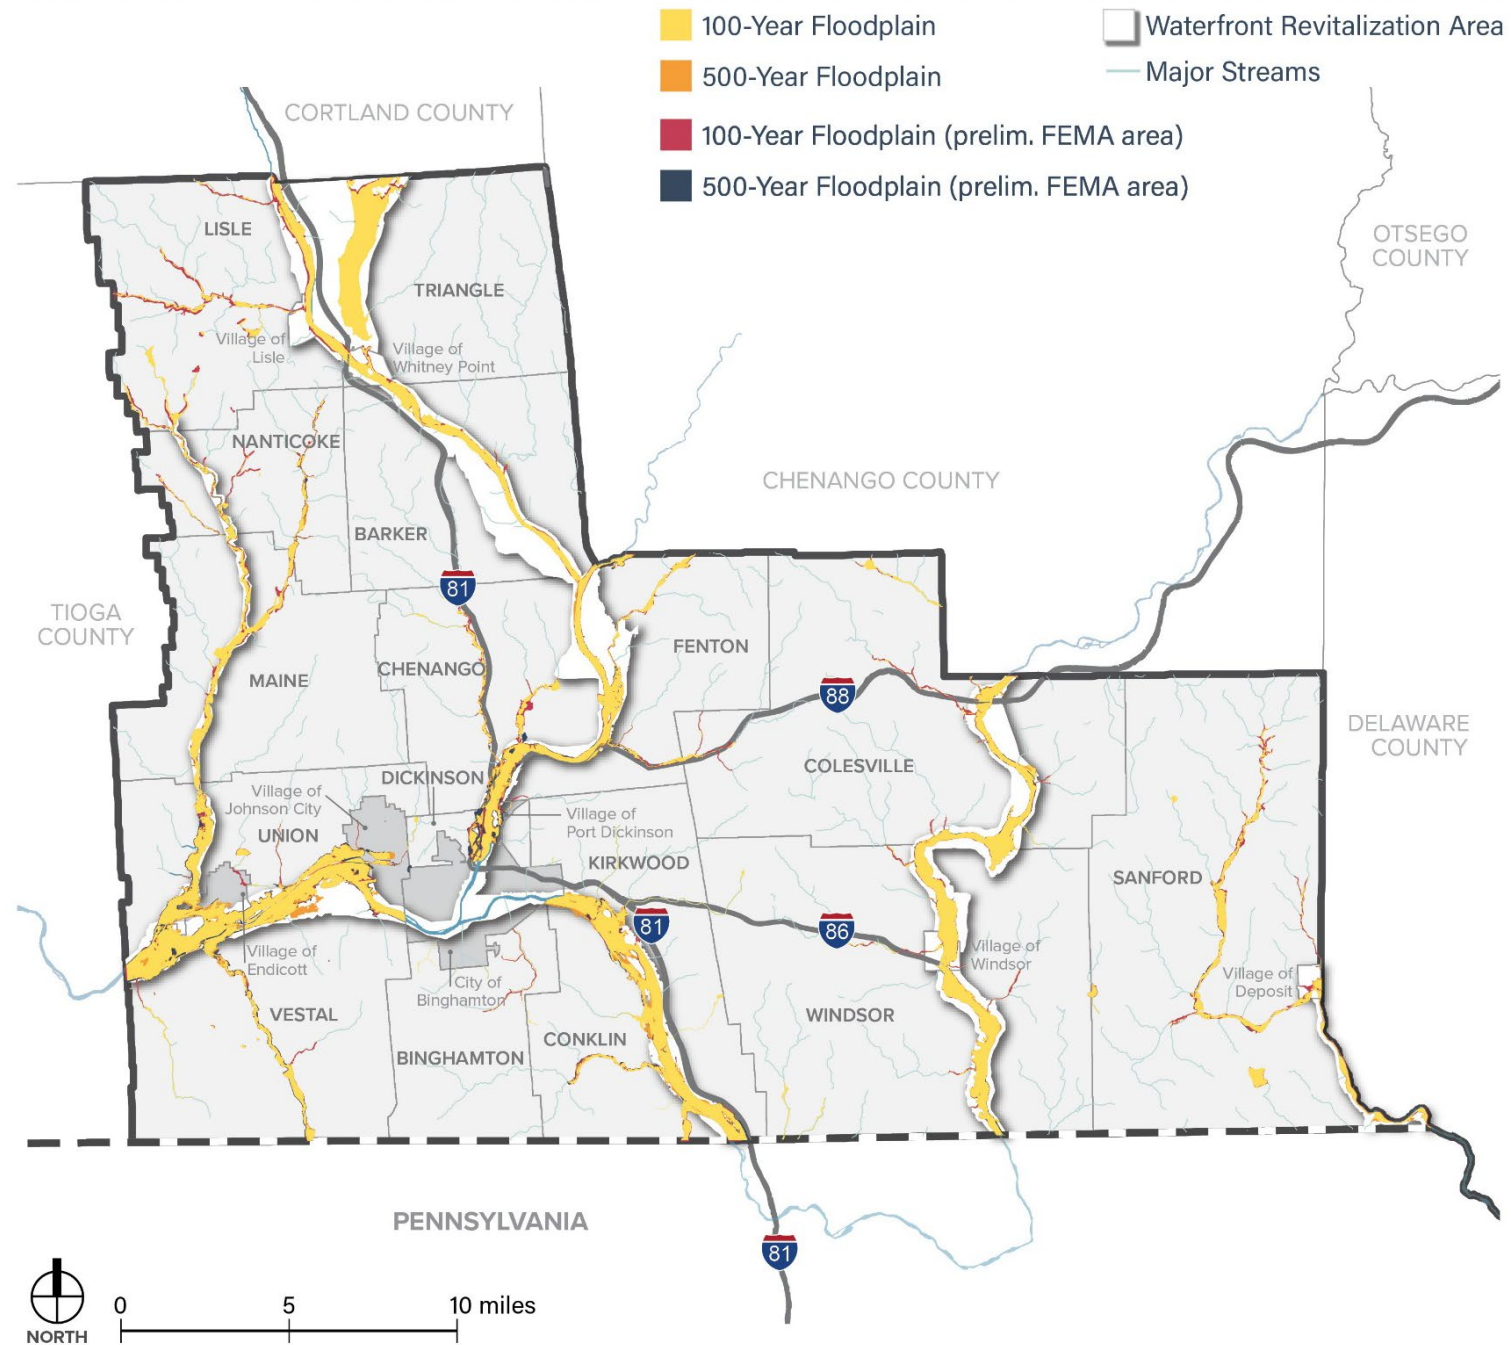 100-Year Floodplain
500-Year Floodplain
100-Year Floodplain (prelim. FEMA area)
500-Year Floodplain (prelim. FEMA area)
Waterfront Revitalization Area
Major Streams
CORTLAND COUNTY
OTSEGO
COUNTY
LISLE
TRIANGLE
Village of
Lisle
Village of
Whitney Point
NANTICOKE
CHENANGO COUNTY
BARKER
81
TIOGA
COUNTY
MAINE
CHENANGO
FENTON
88
DELAWARE
COUNTY
COLESVILLE
DICKINSON
Village of
Johnson City
UNION
Village of
Port Dickinson
KIRKWOOD
SANFORD
81
86
Village of
Endicott
City of
Binghamton
Village of
Windsor
Village of
Deposit
VESTAL
BINGHAMTON
CONKLIN
WINDSOR
PENNSYLVANIA
81
NORTH
0
5
10 miles